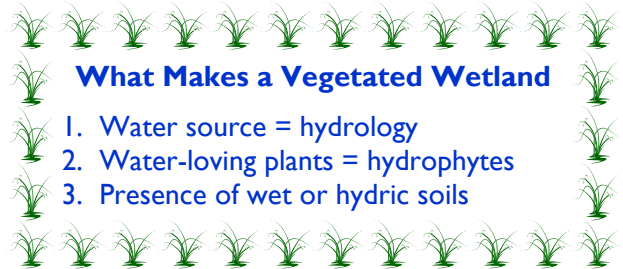 What Makes a Vegetated Wetland
1. Water source = hydrology
2. Water-loving plants = hydrophytes
3. Presence of wet or hydric soils